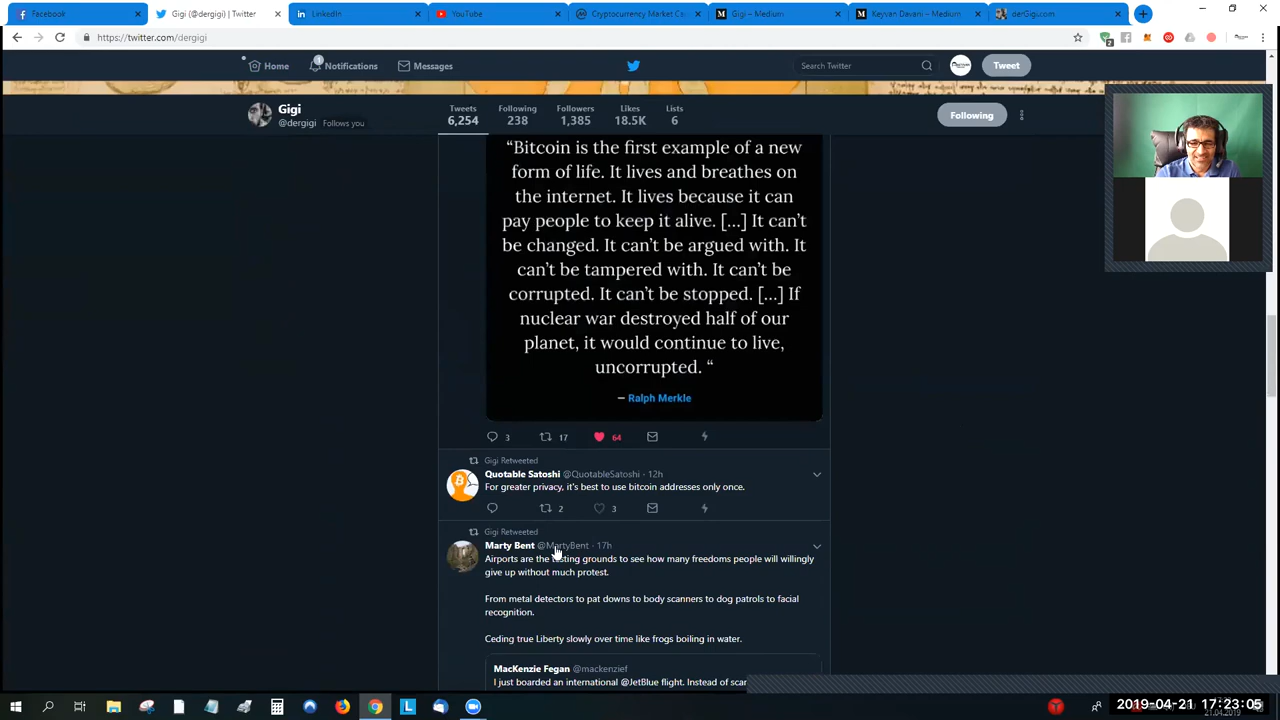 Facebook
Gigi (@dergigi) | Twitter
LinkedIn
YouTube
Cryptocurrency Market Ca
Gigi – Medium
Keyvan Davani – Medium
https://twitter.com/dergigi
2
Home
1
Notifications
Messages
Search Twitter
Tweet
Gigi
@dergigi Follows you
Tweets
6,254
Following
238
Followers
1,385
Likes
18.5K
Lists
6
Following
“Bitcoin is the first example of a new
form of life. It lives and breathes on
the internet. It lives because it can
pay people to keep it alive. [...] It can’t
be changed. It can’t be argued with. It
can’t be tampered with. It can’t be
corrupted. It can’t be stopped. [...] If
nuclear war destroyed half of our
planet, it would continue to live,
uncorrupted. “
– Ralph Merkle
3 17 64
Gigi Retweeted
Quotable Satoshi @QuotableSatoshi · 12h
For greater privacy, it's best to use bitcoin addresses only once.
2 3
Gigi Retweeted
Marty Bent @MartyBent · 17h
Airports are the testing grounds to see how many freedoms people will willingly
give up without much protest.
From metal detectors to pat downs to body scanners to dog patrols to facial
recognition.
Ceding true Liberty slowly over time like frogs boiling in water.
MacKenzie Fegan @mackenzief
I just boarded an international @JetBlue flight. Instead of scan
2019-04-21 17:23:05
21.04.2019